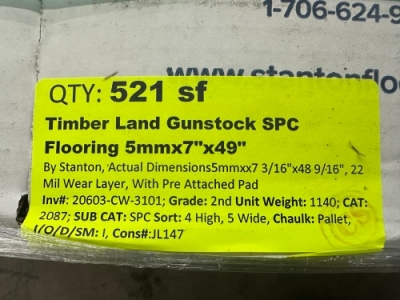 1-706-624-9
www.stantonfloo
QTY: 521 sf
Timber Land Gunstock SPC
Flooring 5mmx7"x49"
By Stanton, Actual Dimensions5mmxx7 3/16"x48 9/16", 22
Mil Wear Layer, With Pre Attached Pad
Inv#: 20603-CW-3101; Grade: 2nd Unit Weight: 1140; CAT:
2087; SUB CAT: SPC Sort: 4 High, 5 Wide, Chaulk: Pallet,
I/O/D/SM: I, Cons#:JL147